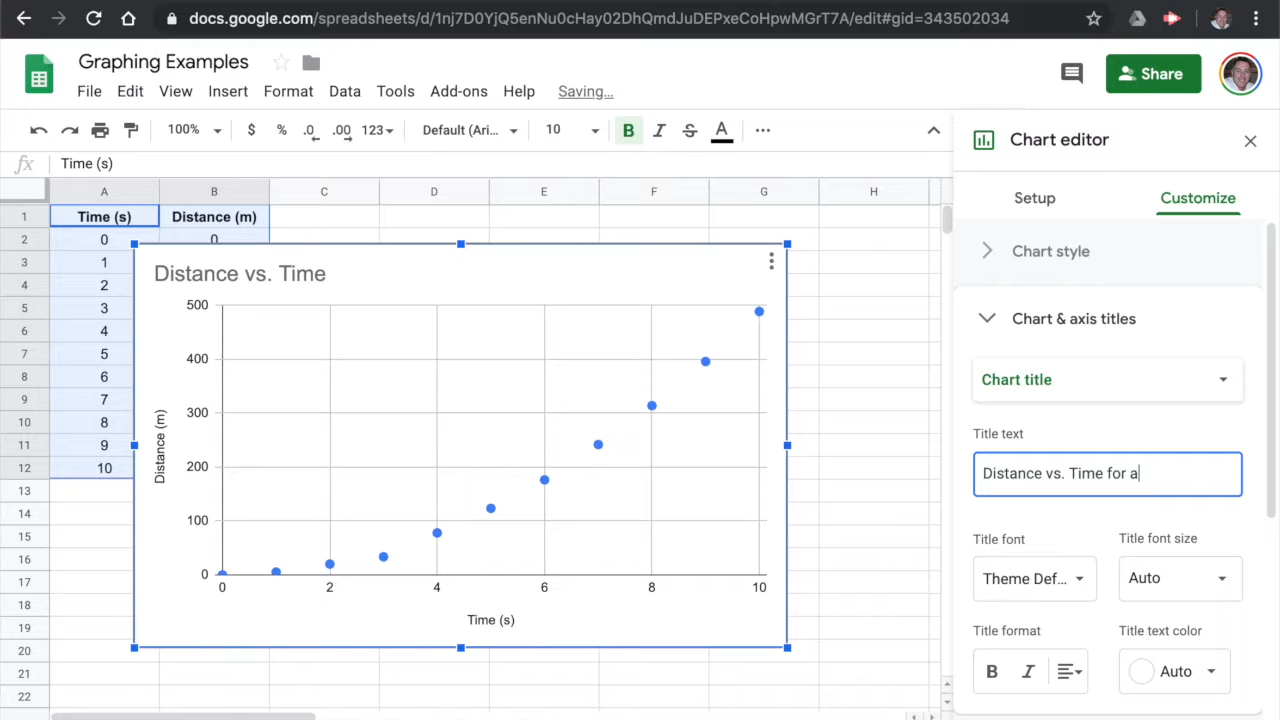 docs.google.com/spreadsheets/d/1nj7D0YjQ5enNu0cHay02DhQmdJuDEPxeCoHpwMGrT7A/edit#gid=343502034
Graphing Examples
File Edit View Insert Format Data Tools Add-ons Help Saving...
Share
100% $ % .0 .00 123 Default (Ari... 10 B I S A
fx Time (s)
A B C D E F G H
1 Time (s) Distance (m)
2 0 0
3 1
4 2
5 3
6 4
7 5
8 6
9 7
10 8
11 9
12 10
13
14
15
16
17
18
19
20
21
22
Distance vs. Time
500
400
300
200
100
0
Distance (m)
0 2 4 6 8 10
Time (s)
Chart editor
Setup Customize
Chart style
Chart & axis titles
Chart title
Title text
Distance vs. Time for a
Title font Title font size
Theme Def... Auto
Title format Title text color
B I Auto